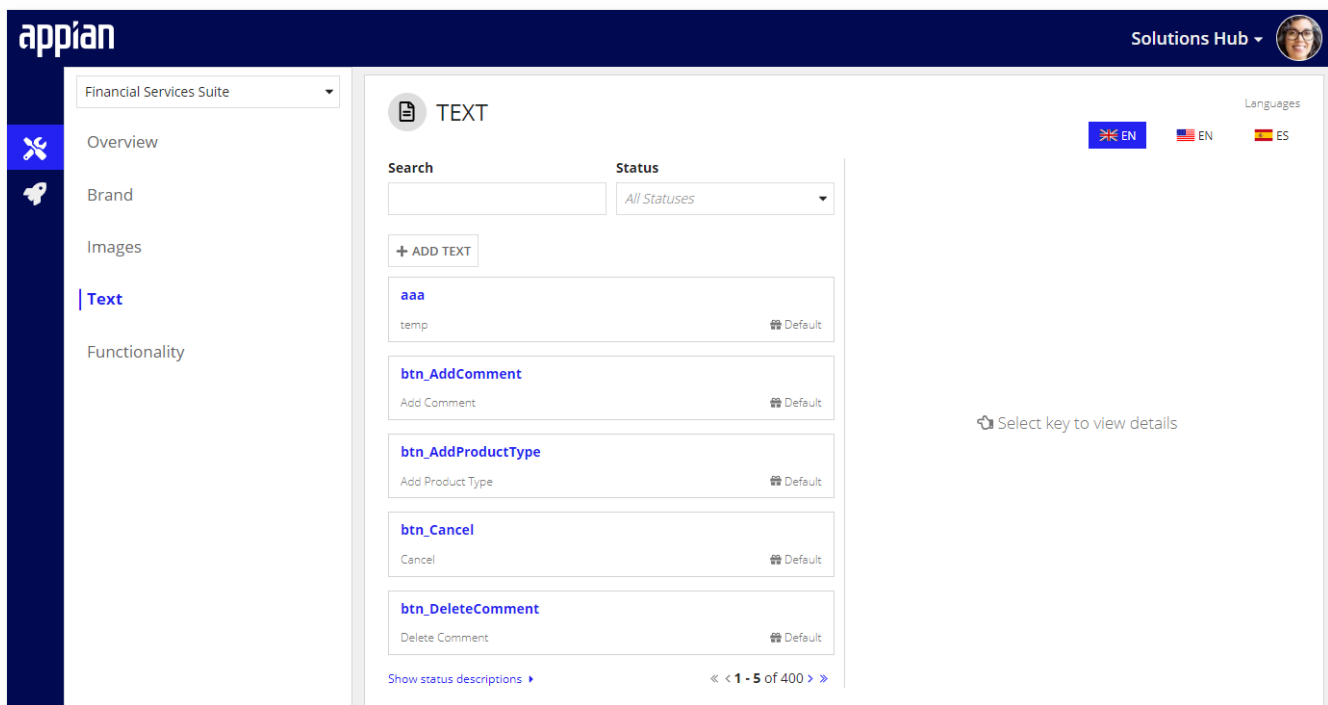 appian
Solutions Hub
Financial Services Suite
Overview
Brand
Images
Text
Functionality
TEXT
Languages
EN
EN
ES
Search
Status
All Statuses
+ ADD TEXT
aaa
temp
Default
btn_AddComment
Add Comment
Default
btn_AddProductType
Add Product Type
Default
btn_Cancel
Cancel
Default
btn_DeleteComment
Delete Comment
Default
Show status descriptions
« < 1 - 5 of 400 > »
Select key to view details